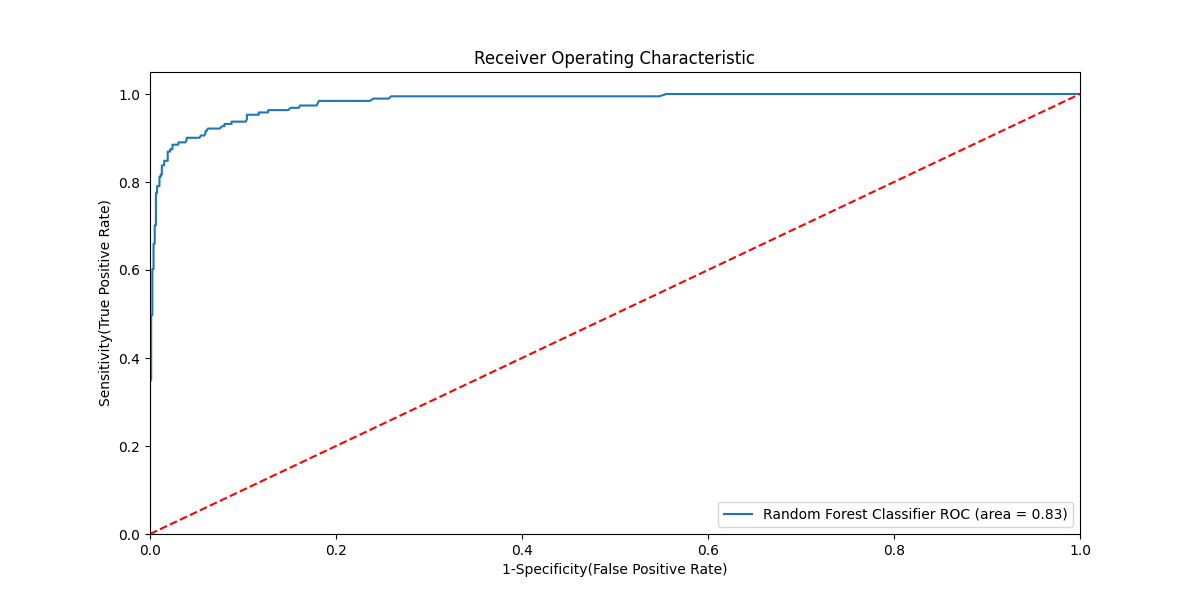 Receiver Operating Characteristic
1.0
0.8
0.6
0.4
0.2
0.0
Sensitivity(True Positive Rate)
Random Forest Classifier ROC (area = 0.83)
0.0 0.2 0.4 0.6 0.8 1.0
1-Specificity(False Positive Rate)